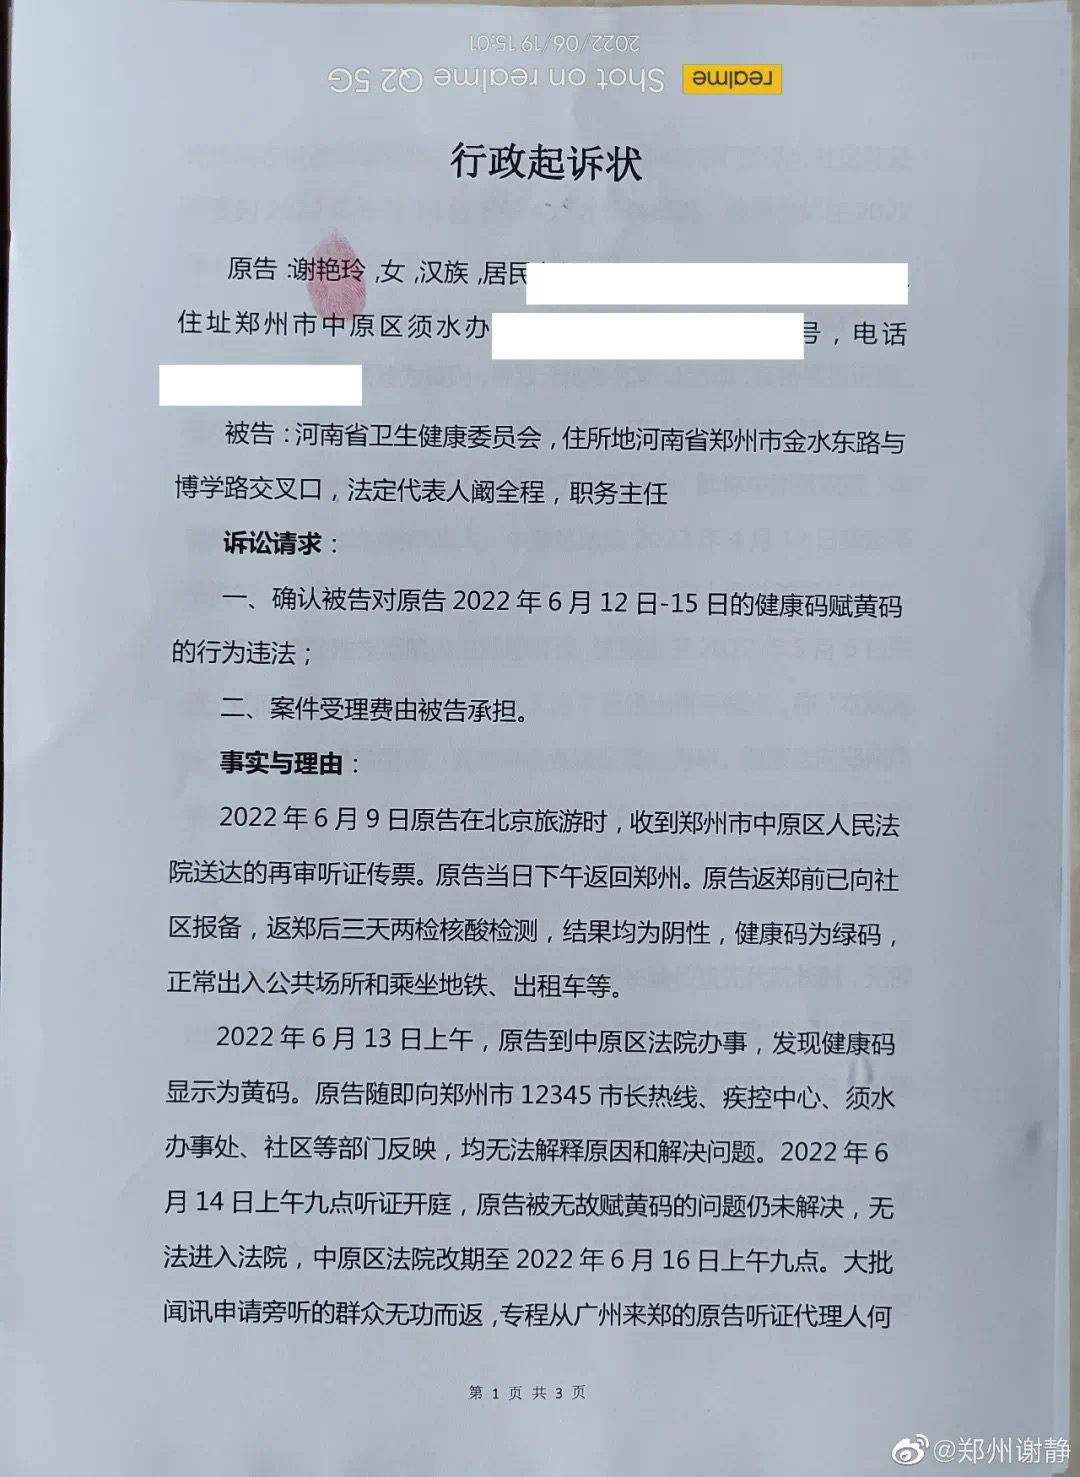 2022/06/19 15:01
Shot on realme Q2 5G
realme
行政起诉状
原告：谢艳玲，女，汉族，居民
住址郑州市中原区须水办 号，电话
被告：河南省卫生健康委员会，住所地河南省郑州市金水东路与
博学路交叉口，法定代表人阚全程，职务主任
诉讼请求：
一、确认被告对原告 2022 年 6 月 12 日-15 日的健康码赋黄码
的行为违法；
二、案件受理费由被告承担。
事实与理由：
2022 年 6 月 9 日原告在北京旅游时，收到郑州市中原区人民法
院送达的再审听证传票。原告当日下午返回郑州。原告返郑前已向社
区报备，返郑后三天两检核酸检测，结果均为阴性，健康码为绿码，
正常出入公共场所和乘坐地铁、出租车等。
2022 年 6 月 13 日上午，原告到中原区法院办事，发现健康码
显示为黄码。原告随即向郑州市 12345 市长热线、疾控中心、须水
办事处、社区等部门反映，均无法解释原因和解决问题。2022 年 6
月 14 日上午九点听证开庭，原告被无故赋黄码的问题仍未解决，无
法进入法院，中原区法院改期至 2022 年 6 月 16 日上午九点。大批
闻讯申请旁听的群众无功而返，专程从广州来郑的原告听证代理人何
第 1 页 共 3 页
@郑州谢静